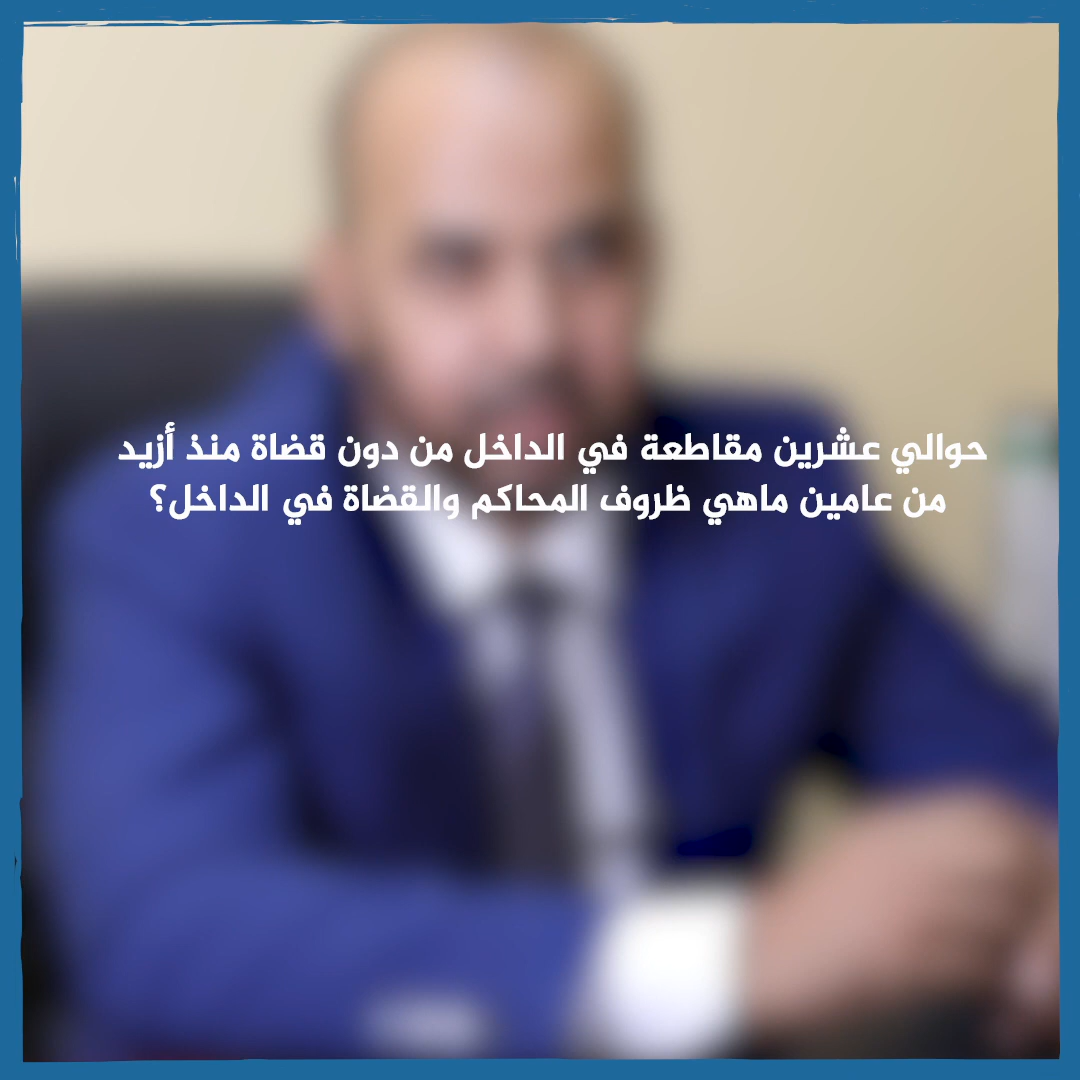 حوالي عشرين مقاطعة في الداخل من دون قضاة منذ أزيد
من عامين ماهي ظروف المحاكم والقضاة في الداخل؟